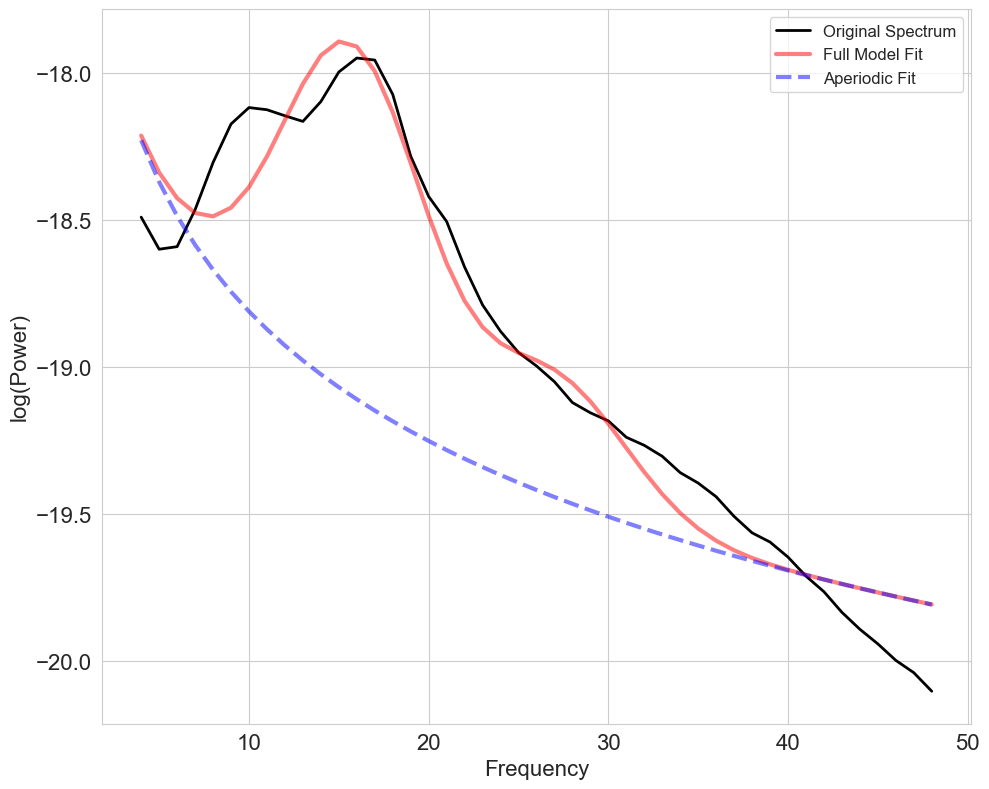 Original Spectrum
Full Model Fit
Aperiodic Fit
−18.0
−18.5
−19.0
−19.5
−20.0
log(Power)
10 20 30 40 50
Frequency